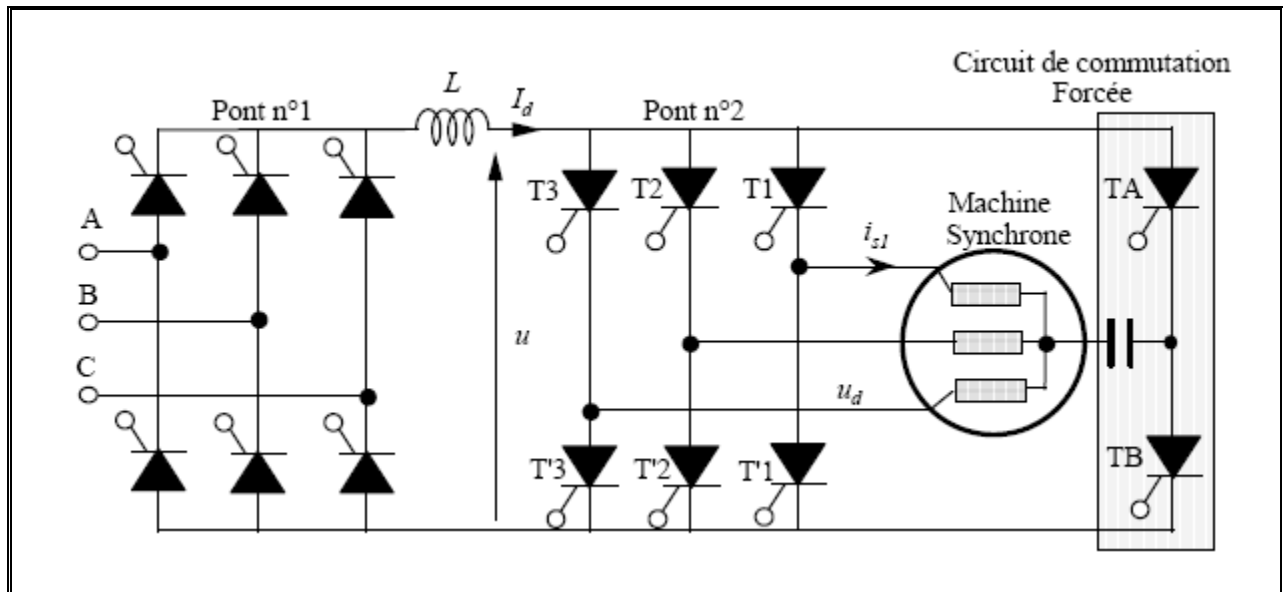 Circuit de commutation
Forcée
Pont n°1
L
I_d
Pont n°2
T3
T2
T1
TA
A
Machine
Synchrone
i_s1
B
u
C
u_d
T'3
T'2
T'1
TB